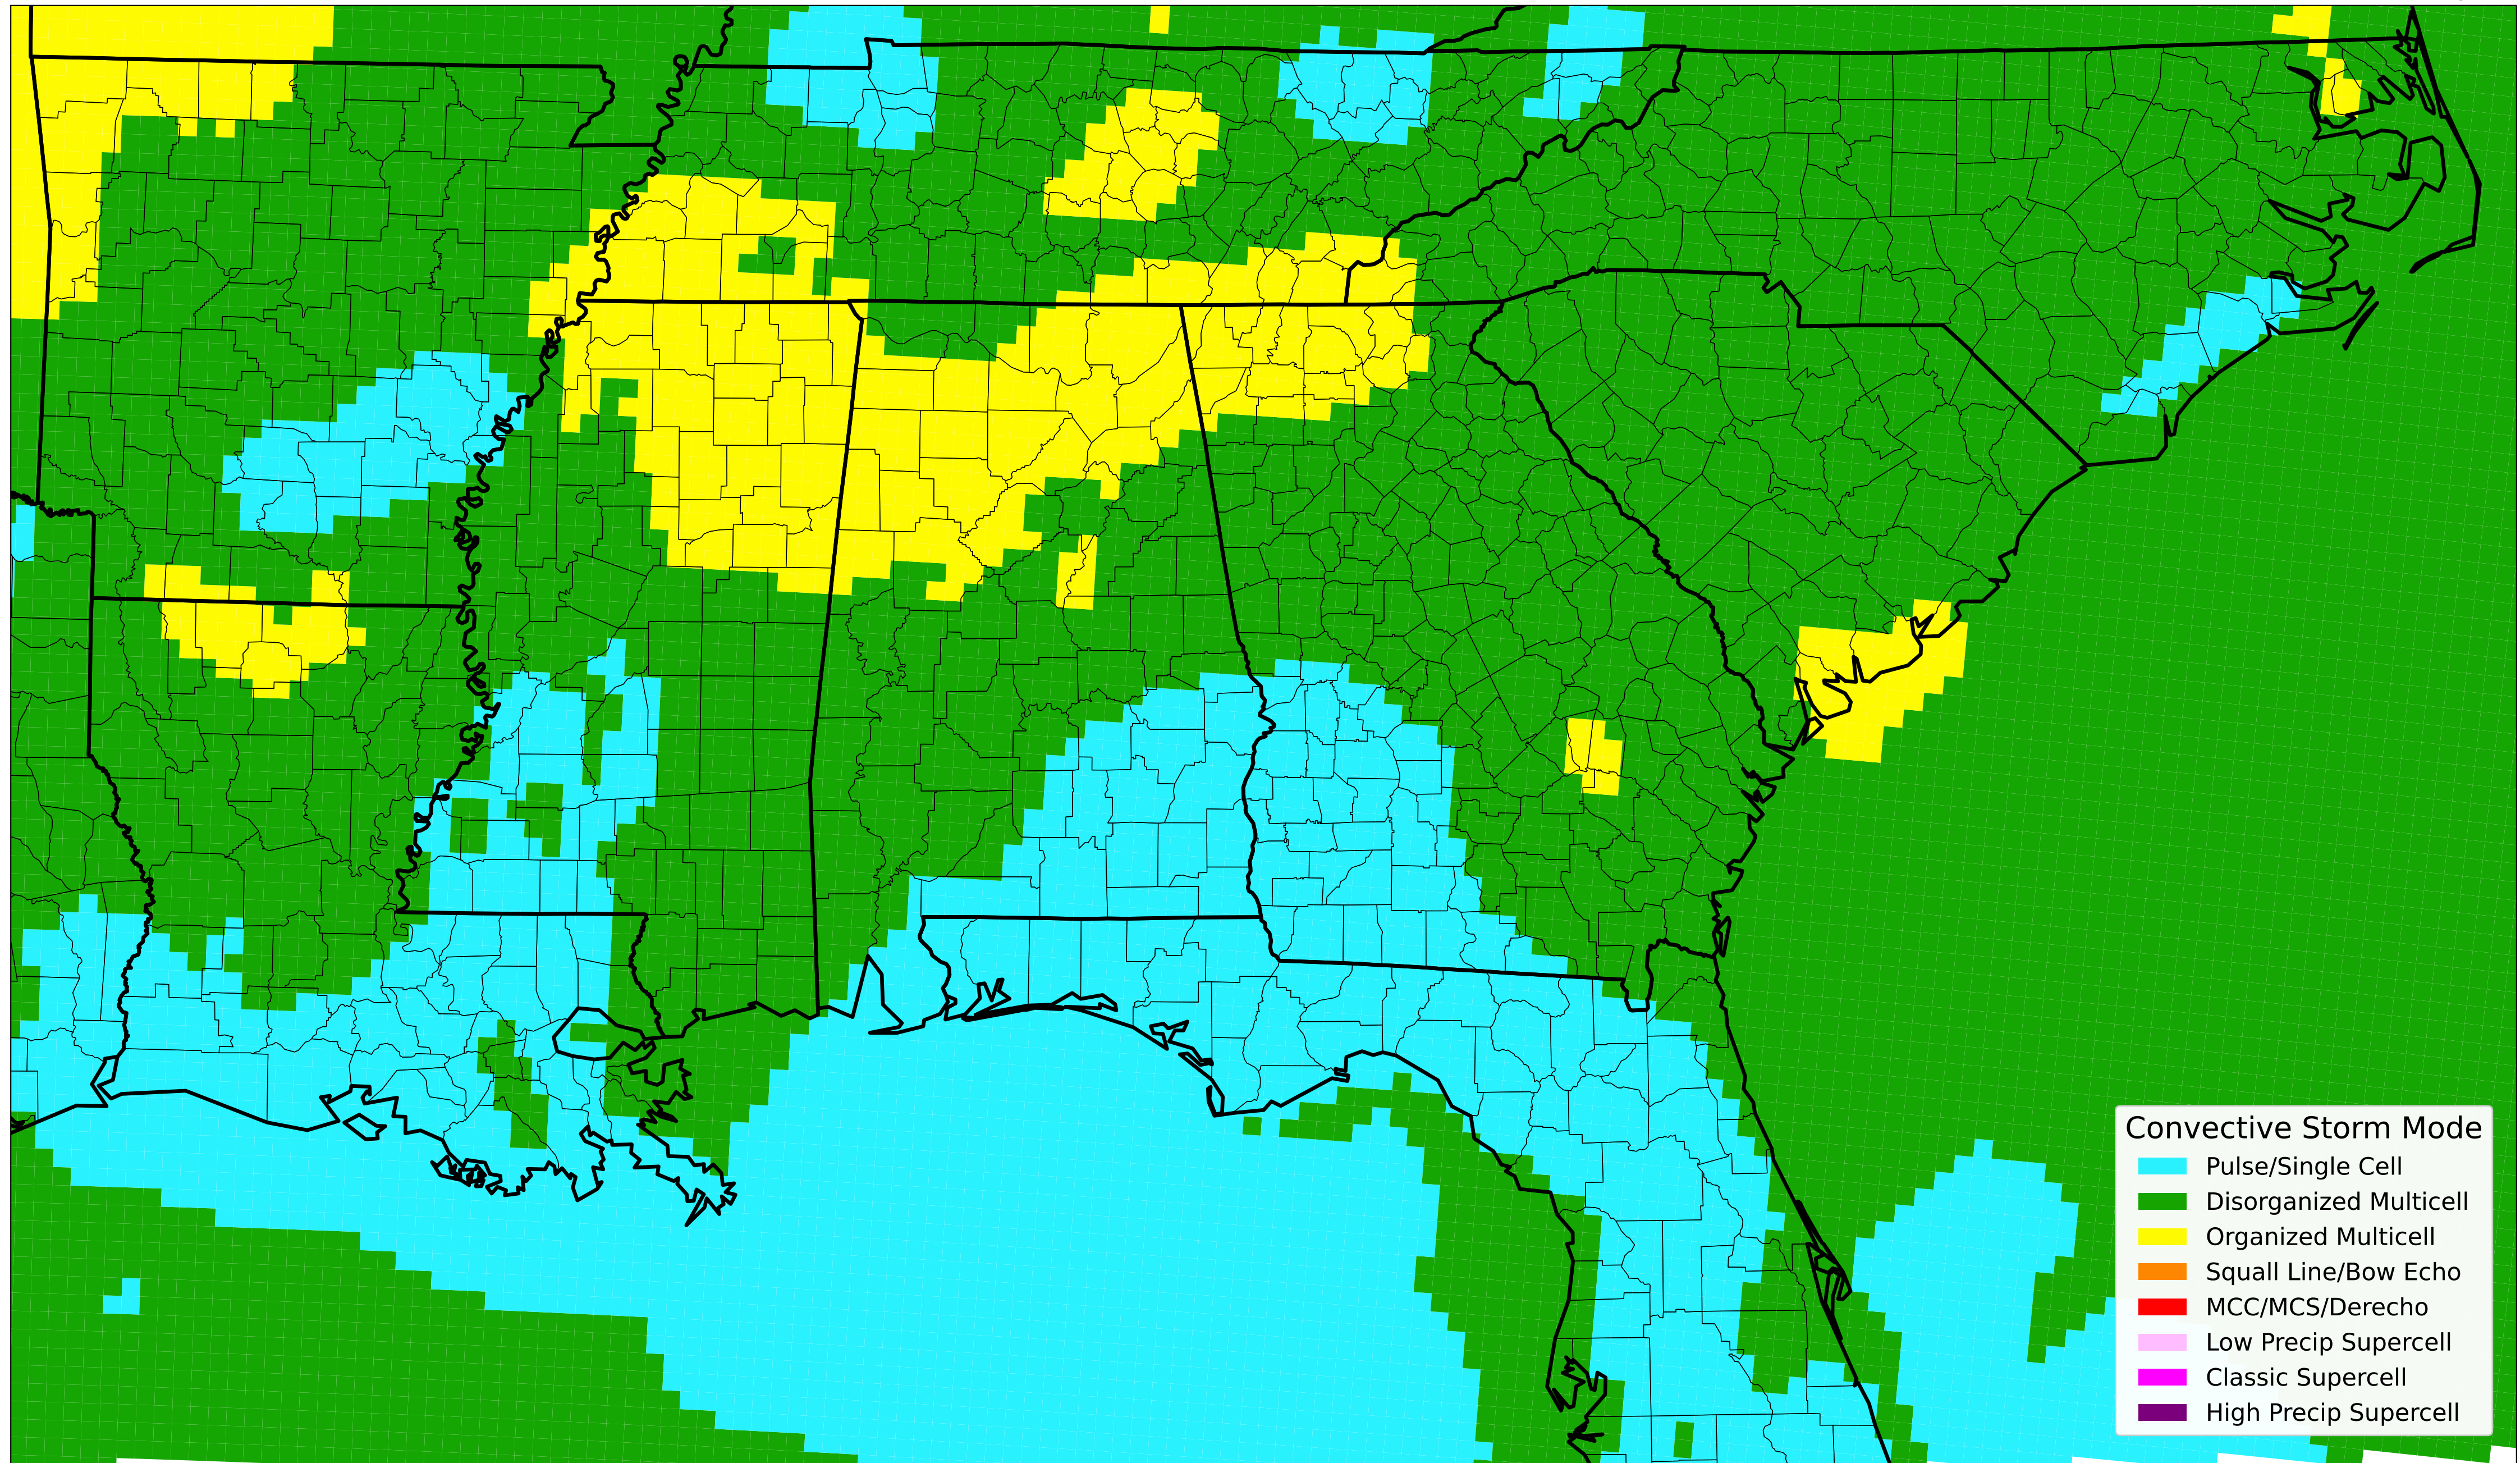 Convective Storm Mode
Pulse/Single Cell
Disorganized Multicell
Organized Multicell
Squall Line/Bow Echo
MCC/MCS/Derecho
Low Precip Supercell
Classic Supercell
High Precip Supercell